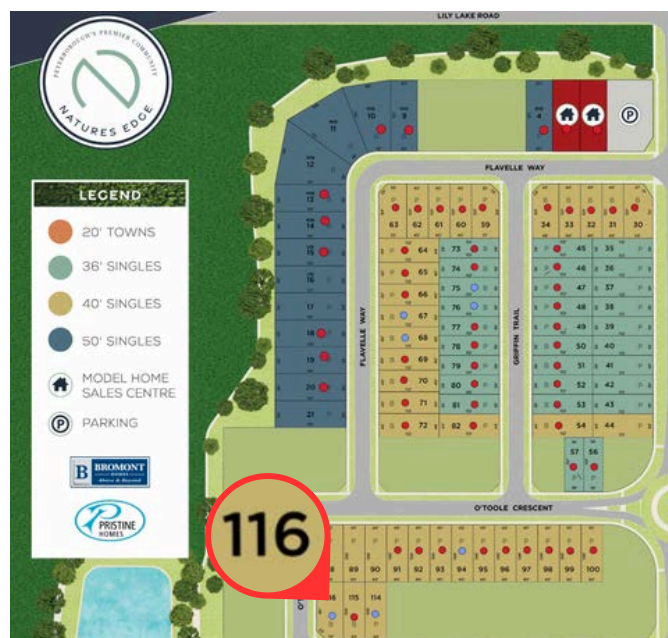 LILY LAKE ROAD
PETERBOROUGH'S PREMIER COMMUNITY
NATURES EDGE
LEGEND
20' TOWNS
36' SINGLES
40' SINGLES
50' SINGLES
MODEL HOME
SALES CENTRE
P PARKING
B BROMONT
HOMES
Above & Beyond
PRISTINE
HOMES
11
10
9
4
P
12
13
14
15
16
17
18
19
20
21
FLAVELLE WAY
FLAVELLE WAY
GRIFFIN TRAIL
63 62 61 60 59
34 33 32 31 30
64 73
65 74
66 75
67 76
68 77
69 78
70 79
71 80
72 81
82
45 35
46 36
47 37
48 38
49 39
50 40
51 41
52 42
53 43
54 44
57 56
O'TOOLE CRESCENT
116
89 90 91 92 93 94 95 96 97 98 99 100
115 114